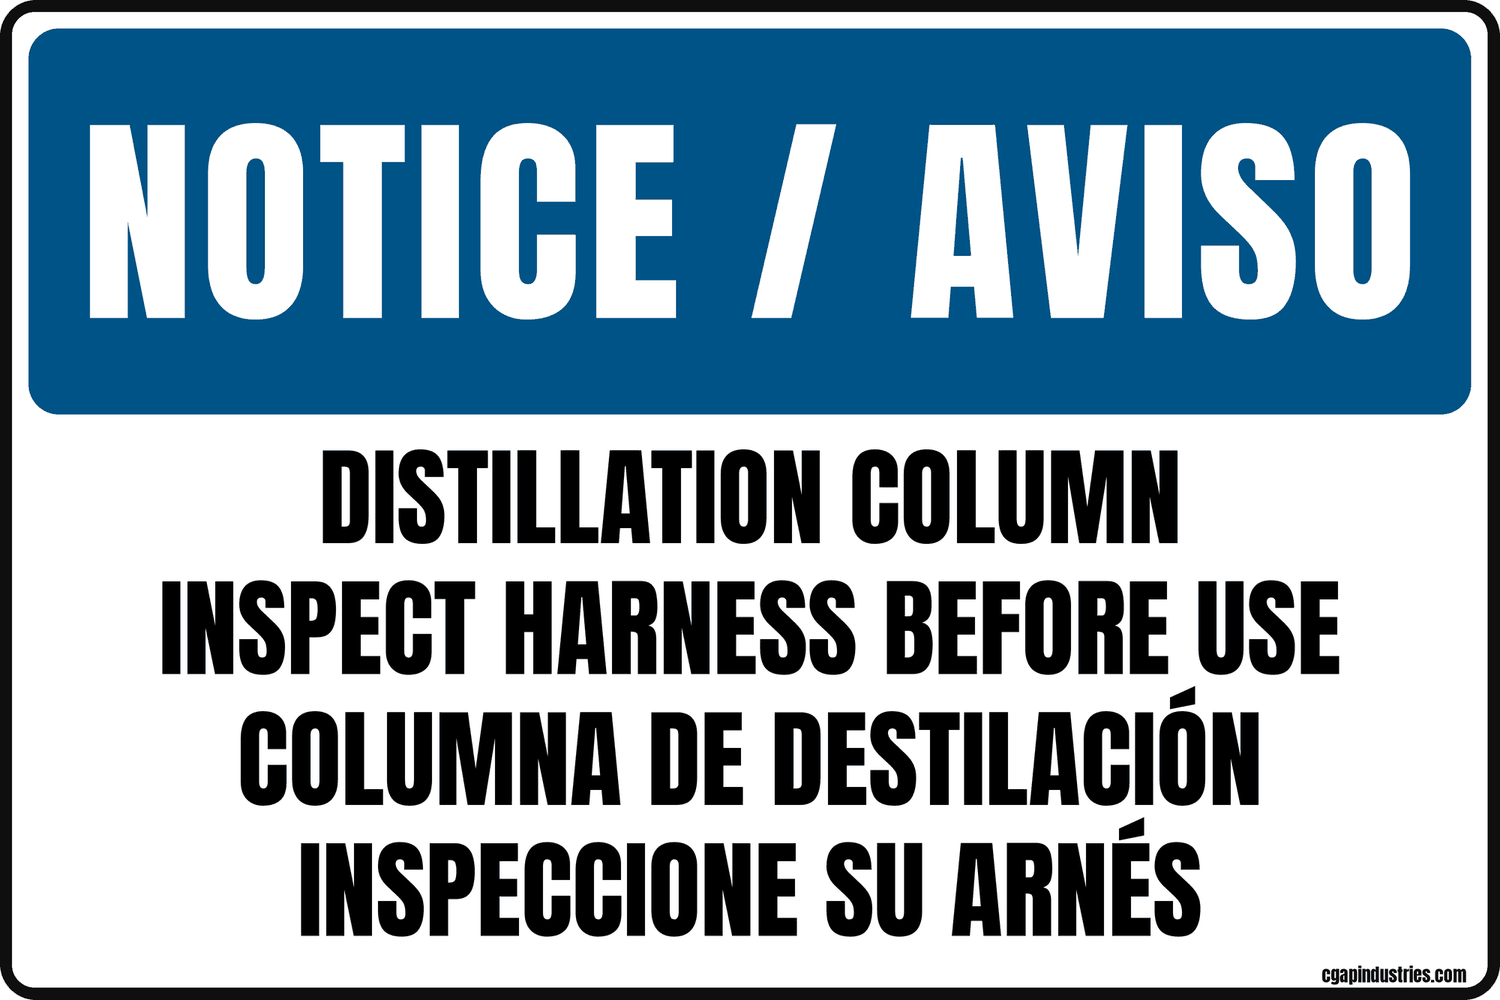 NOTICE / AVISO
DISTILLATION COLUMN
INSPECT HARNESS BEFORE USE
COLUMNA DE DESTILACIÓN
INSPECCIONE SU ARNÉS
cgapindustries.com